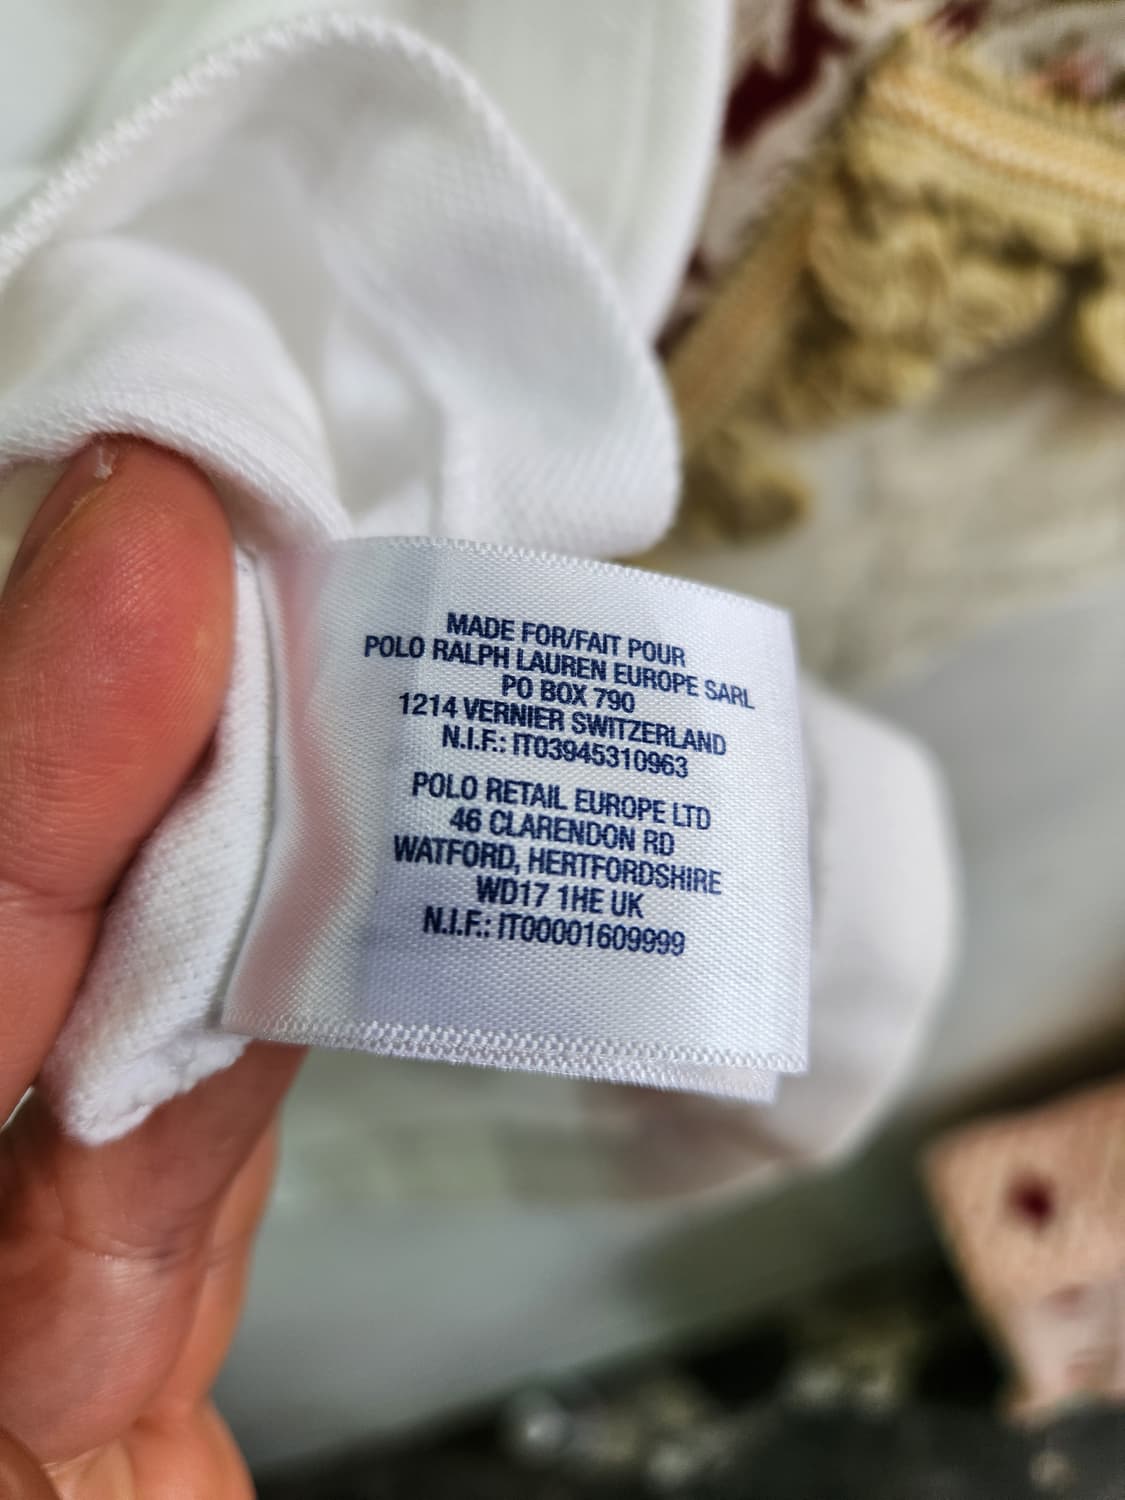 MADE FOR/FAIT POUR
POLO RALPH LAUREN EUROPE SARL
PO BOX 790
1214 VERNIER SWITZERLAND
N.I.F.: IT03945310963
POLO RETAIL EUROPE LTD
46 CLARENDON RD
WATFORD, HERTFORDSHIRE
WD17 1HE UK
N.I.F.: IT00001609999